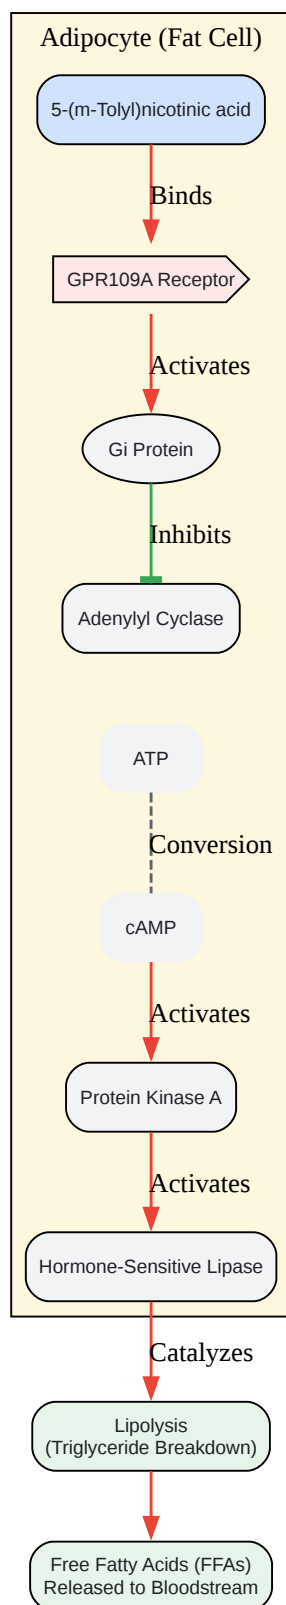 Adipocyte (Fat Cell)
5-(m-Tolyl)nicotinic acid
Binds
GPR109A Receptor
Activates
Gi Protein
Inhibits
Adenylyl Cyclase
ATP
Conversion
cAMP
Activates
Protein Kinase A
Activates
Hormone-Sensitive Lipase
Catalyzes
Lipolysis
(Triglyceride Breakdown)
Free Fatty Acids (FFAs)
Released to Bloodstream